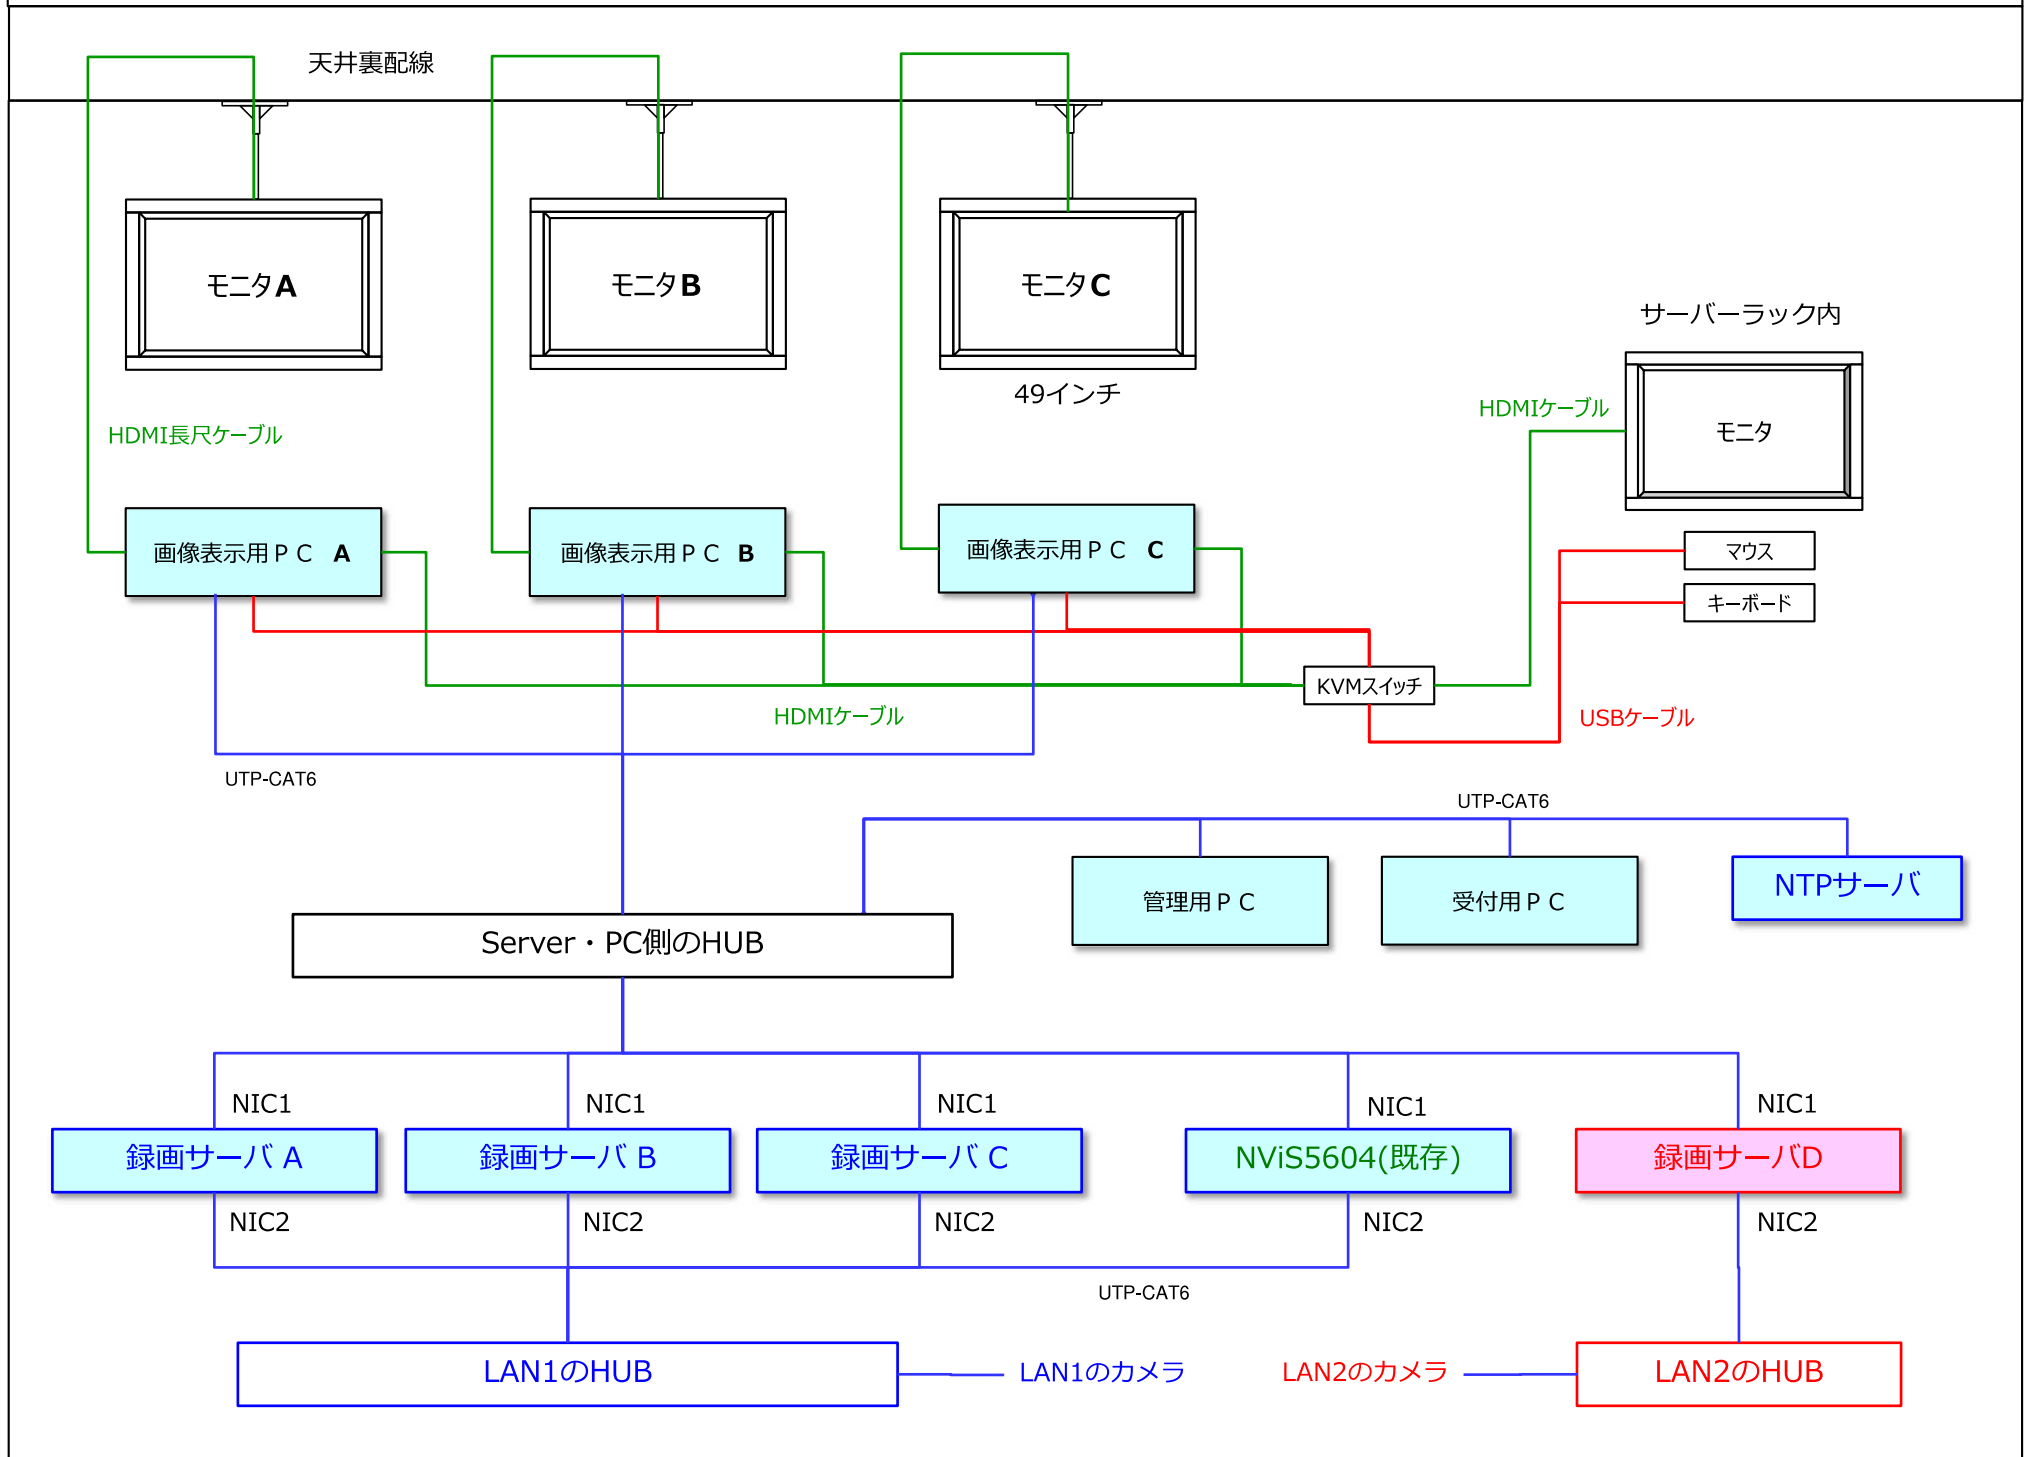 天井裏配線
モニタA
モニタB
モニタC
サーバーラック内
49インチ
HDMI長尺ケーブル
HDMIケーブル
モニタ
画像表示用ＰＣ A
画像表示用ＰＣ B
画像表示用ＰＣ C
マウス
キーボード
KVMスイッチ
HDMIケーブル
USBケーブル
UTP-CAT6
UTP-CAT6
管理用ＰＣ
受付用ＰＣ
NTPサーバ
Server・PC側のHUB
NIC1
NIC1
NIC1
NIC1
NIC1
録画サーバ A
録画サーバ B
録画サーバ C
NViS5604(既存)
録画サーバD
NIC2
NIC2
NIC2
NIC2
NIC2
UTP-CAT6
LAN1のHUB
LAN1のカメラ
LAN2のカメラ
LAN2のHUB